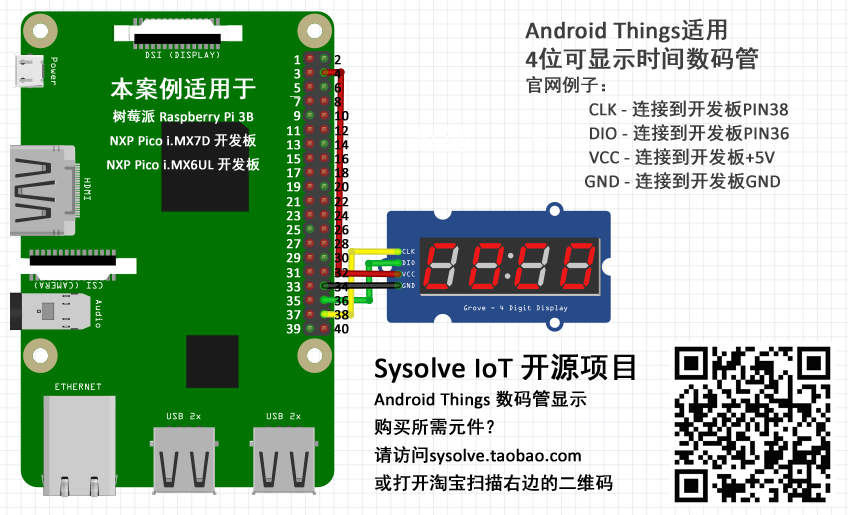 DSI (DISPLAY)
Power
本案例适用于
树莓派 Raspberry Pi 3B
NXP Pico i.MX7D 开发板
NXP Pico i.MX6UL 开发板
HDMI
CSI (CAMERA)
Audio
ETHERNET
USB 2x
USB 2x
1 2
3 4
5 6
7 8
9 10
11 12
13 14
15 16
17 18
19 20
21 22
23 24
25 26
27 28
29 30
31 32
33 34
35 36
37 38
39 40
Android Things适用
4位可显示时间数码管
官网例子：
CLK - 连接到开发板PIN38
DIO - 连接到开发板PIN36
VCC - 连接到开发板+5V
GND - 连接到开发板GND
CLK
DIO
VCC
GND
Grove - 4 Digit Display
Sysolve IoT 开源项目
Android Things 数码管显示
购买所需元件？
请访问sysolve.taobao.com
或打开淘宝扫描右边的二维码